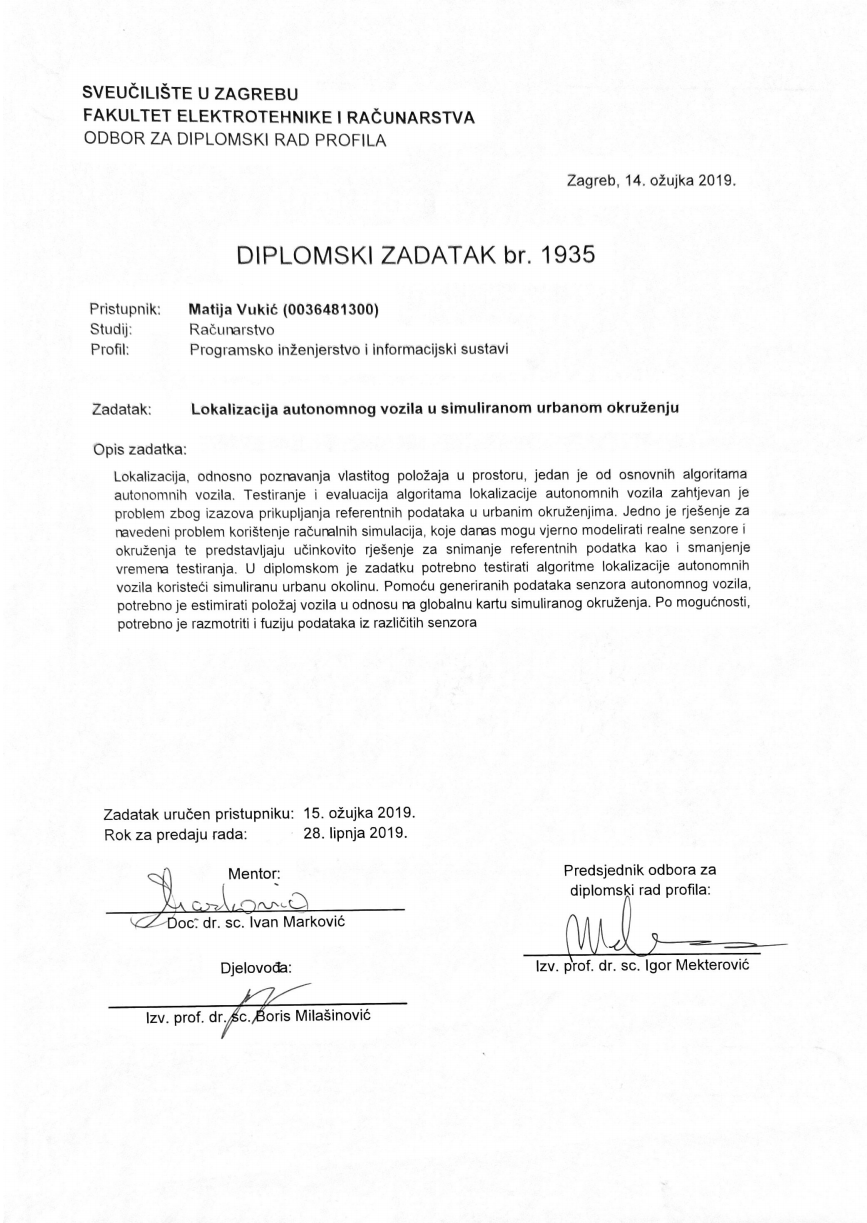 SVEUČILIŠTE U ZAGREBU
FAKULTET ELEKTROTEHNIKE I RAČUNARSTVA
ODBOR ZA DIPLOMSKI RAD PROFILA
Zagreb, 14. ožujka 2019.
DIPLOMSKI ZADATAK br. 1935
Pristupnik: Matija Vukić (0036481300)
Studij: Računarstvo
Profil: Programsko inženjerstvo i informacijski sustavi
Zadatak: Lokalizacija autonomnog vozila u simuliranom urbanom okruženju
Opis zadatka:
Lokalizacija, odnosno poznavanja vlastitog položaja u prostoru, jedan je od osnovnih algoritama
autonomnih vozila. Testiranje i evaluacija algoritama lokalizacije autonomnih vozila zahtjevan je
problem zbog izazova prikupljanja referentnih podataka u urbanim okruženjima. Jedno je rješenje za
navedeni problem korištenje računalnih simulacija, koje danas mogu vjerno modelirati realne senzore i
okruženja te predstavljaju učinkovito rješenje za snimanje referentnih podatka kao i smanjenje
vremena testiranja. U diplomskom je zadatku potrebno testirati algoritme lokalizacije autonomnih
vozila koristeći simuliranu urbanu okolinu. Pomoću generiranih podataka senzora autonomnog vozila,
potrebno je estimirati položaj vozila u odnosu na globalnu kartu simuliranog okruženja. Po mogućnosti,
potrebno je razmotriti i fuziju podataka iz različitih senzora
Zadatak uručen pristupniku: 15. ožujka 2019.
Rok za predaju rada: 28. lipnja 2019.
Mentor:
Doc. dr. sc. Ivan Marković
Djelovođa:
Izv. prof. dr. sc. Boris Milašinović
Predsjednik odbora za
diplomski rad profila:
Izv. prof. dr. sc. Igor Mekterović